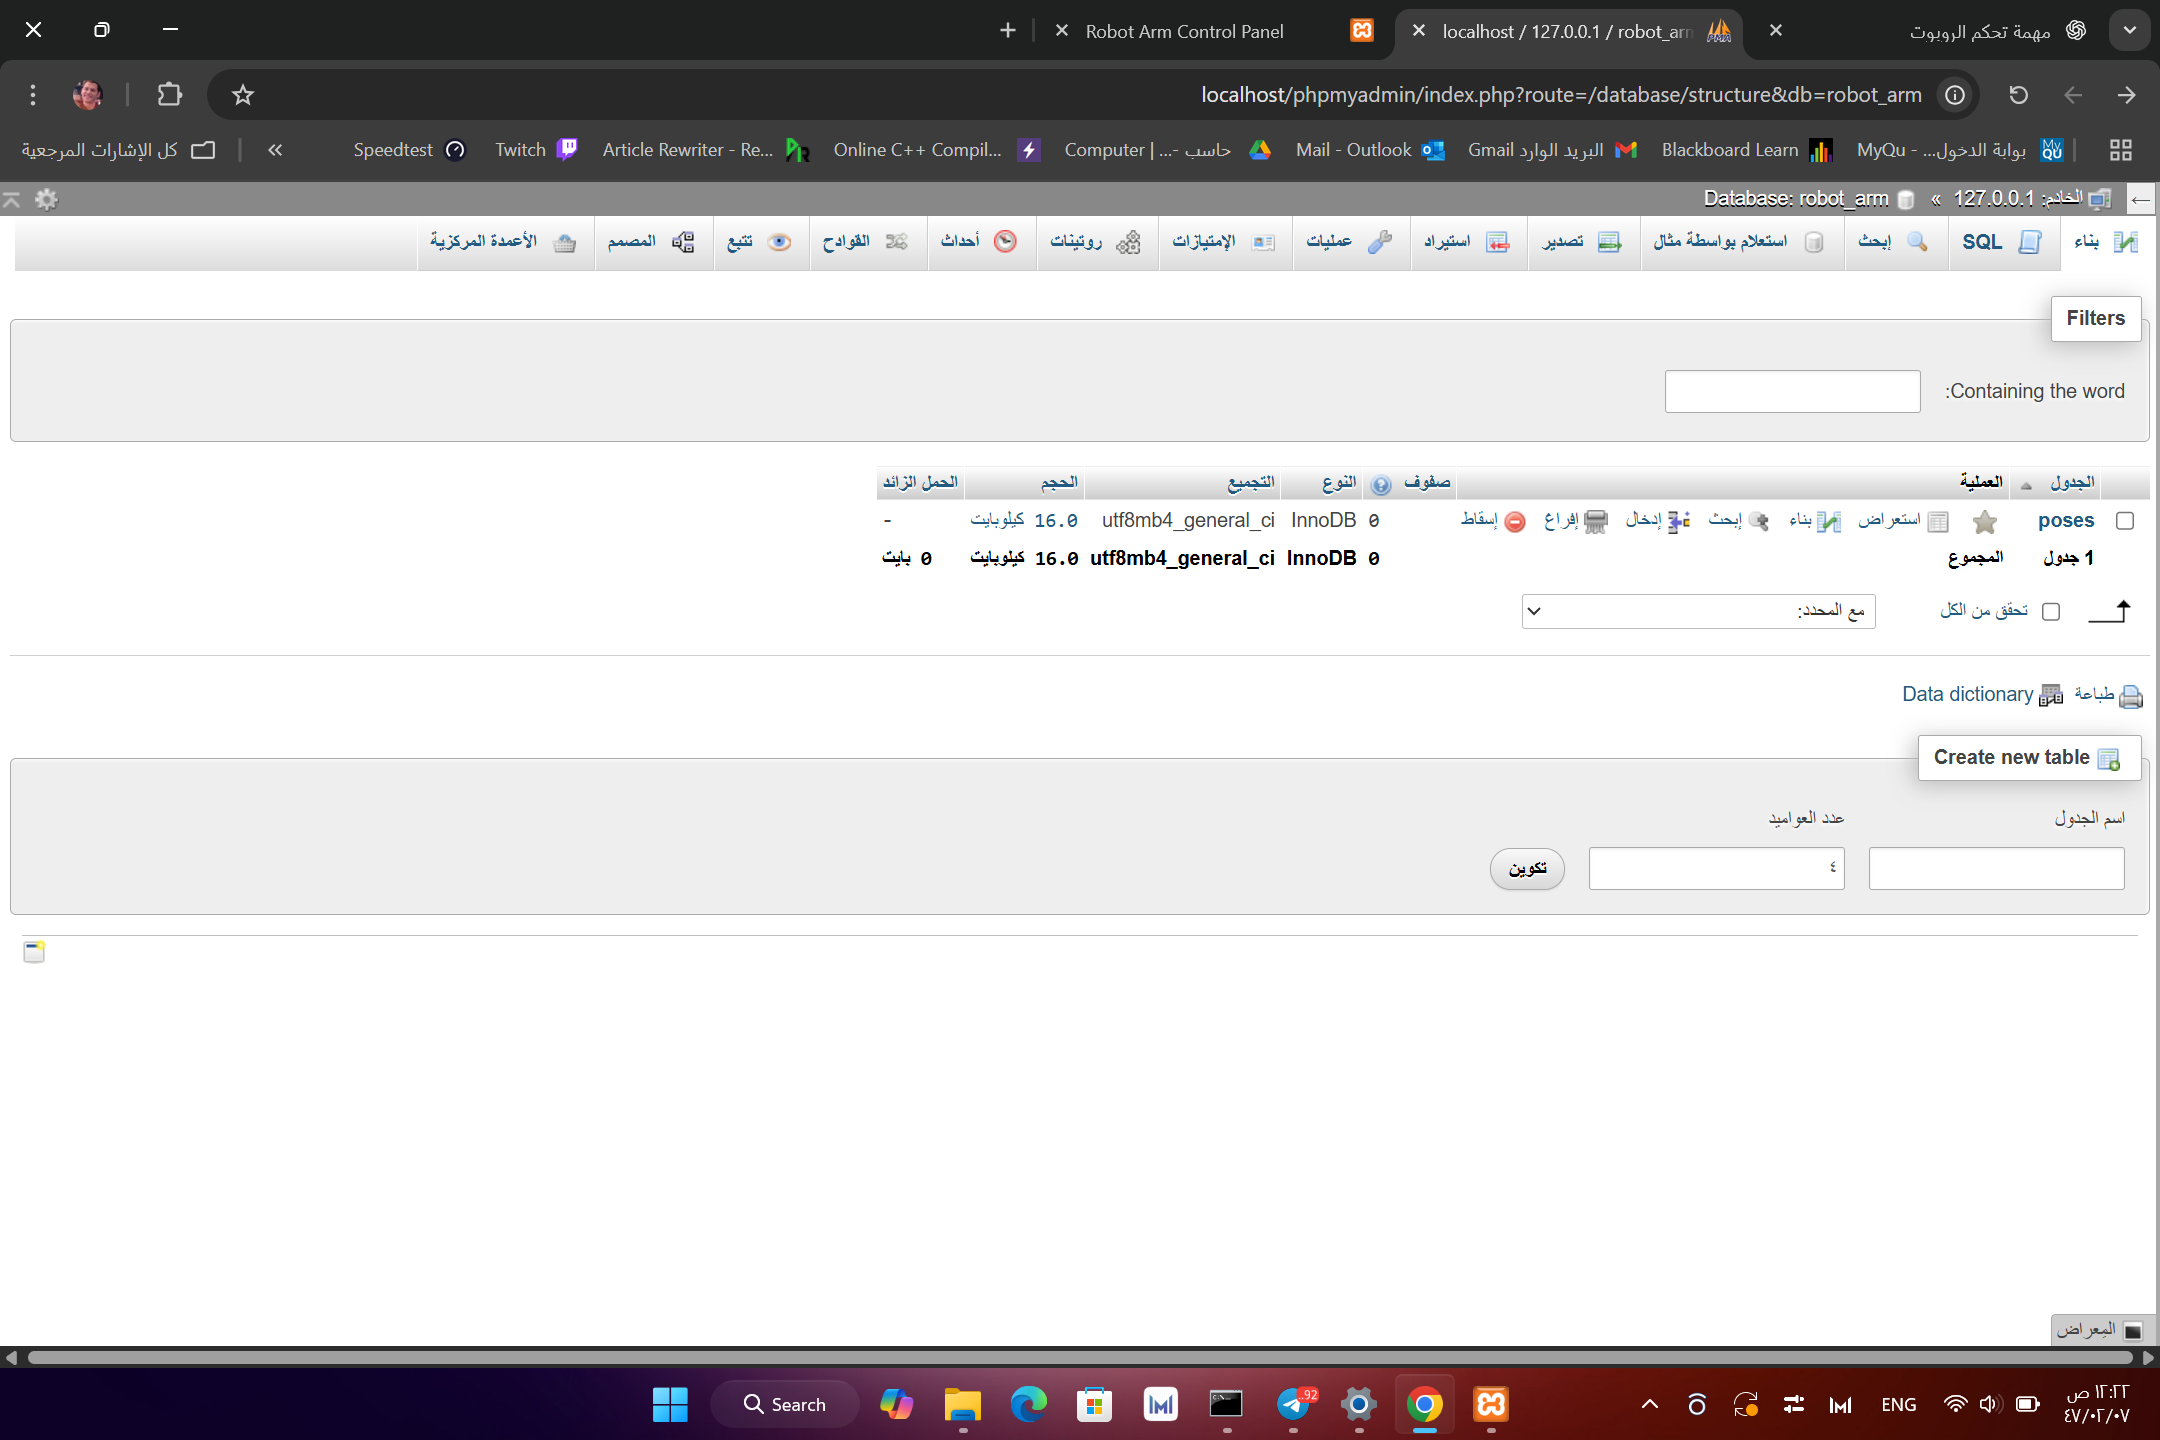 مهمة تحكم الروبوت
localhost / 127.0.0.1 / robot_arm
Robot Arm Control Panel
localhost/phpmyadmin/index.php?route=/database/structure&db=robot_arm
MyQu - بوابة الدخول...
Blackboard Learn
البريد الوارد Gmail
Mail - Outlook
Computer | ...- حاسب
Online C++ Compil...
Article Rewriter - Re...
Twitch
Speedtest
كل الإشارات المرجعية
الخادم: 127.0.0.1 » Database: robot_arm
بناء
SQL
إبحث
استعلام بواسطة مثال
تصدير
استيراد
عمليات
الإمتيازات
روتينات
أحداث
القوادح
تتبع
المصمم
الأعمدة المركزية
Filters
Containing the word:
الجدول العملية صفوف النوع التجميع الحجم الحمل الزائد
poses استعراض بناء إبحث إدخال إفراغ إسقاط 0 InnoDB utf8mb4_general_ci 16.0 كيلوبايت -
1 جدول المجموع 0 InnoDB utf8mb4_general_ci 16.0 كيلوبايت 0 بايت
تحقق من الكل
مع المحدد:
طباعة Data dictionary
Create new table
اسم الجدول
عدد العواميد
٤
تكوين
المِعراض
Search
.92
ENG
١٢:٢٢ ص
٤٧/٠٢/٠٧